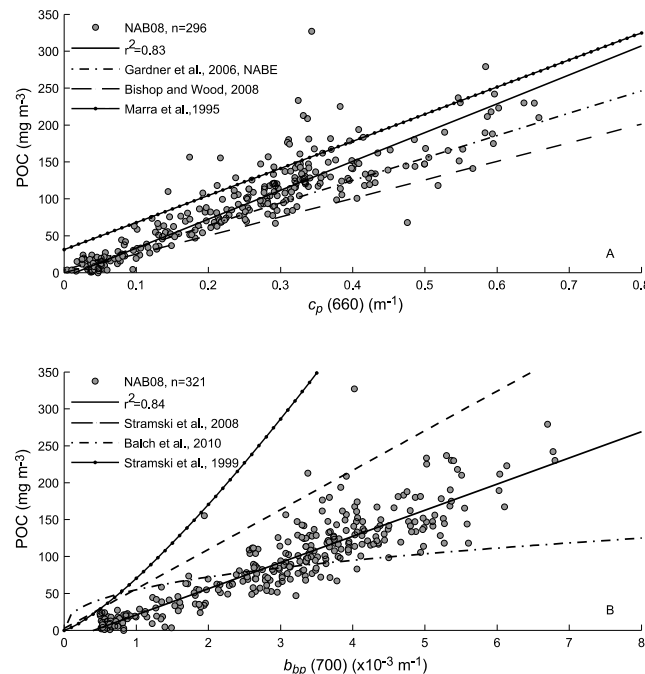 350
300
250
200
150
100
50
0
POC (mg m-3)
NAB08, n=296
r2=0.83
Gardner et al., 2006, NABE
Bishop and Wood, 2008
Marra et al.,1995
A
0 0.1 0.2 0.3 0.4 0.5 0.6 0.7 0.8
cp (660) (m-1)
350
300
250
200
150
100
50
0
POC (mg m-3)
NAB08, n=321
r2=0.84
Stramski et al., 2008
Balch et al., 2010
Stramski et al., 1999
B
0 1 2 3 4 5 6 7 8
bbp (700) (x10-3 m-1)